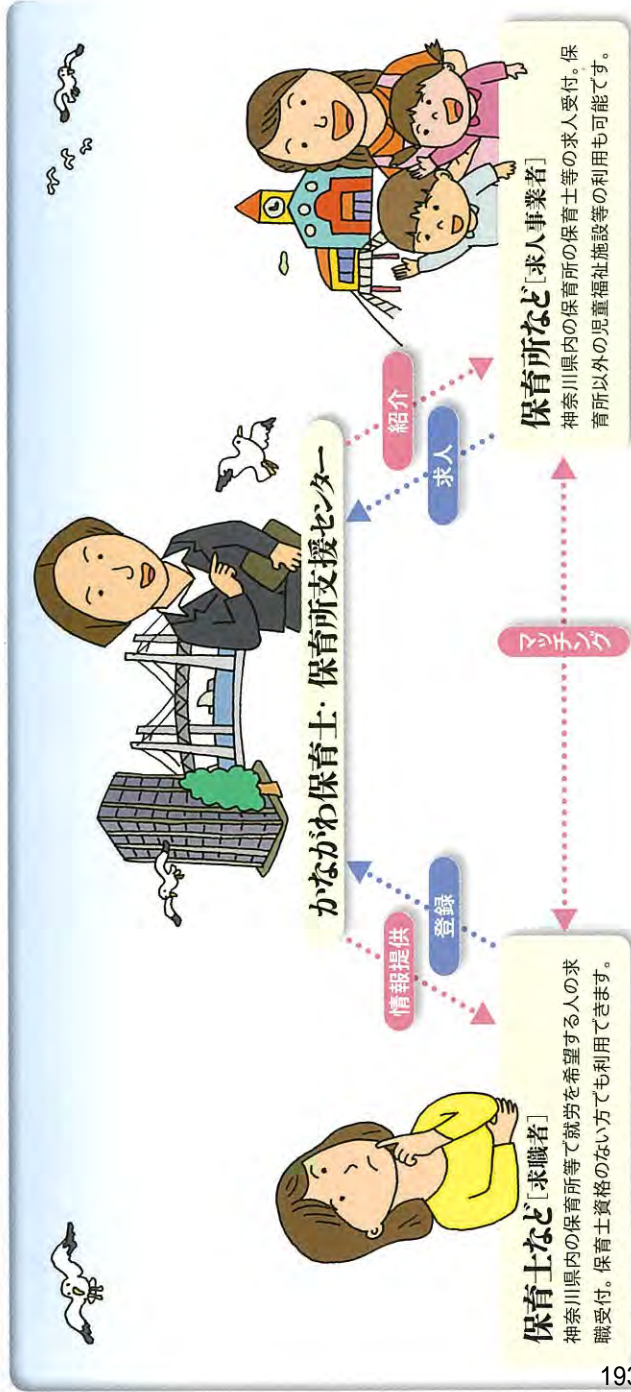 かながわ保育士・保育所支援センター
情報提供
登録
紹介
求人
マッチング
保育士など[求職者]
神奈川県内の保育所等で就労を希望する人の求
職受付。保育士資格のない方でも利用できます。
保育所など[求人事業者]
神奈川県内の保育所の保育士等の求人受付。保
育所以外の児童福祉施設等の利用も可能です。
193